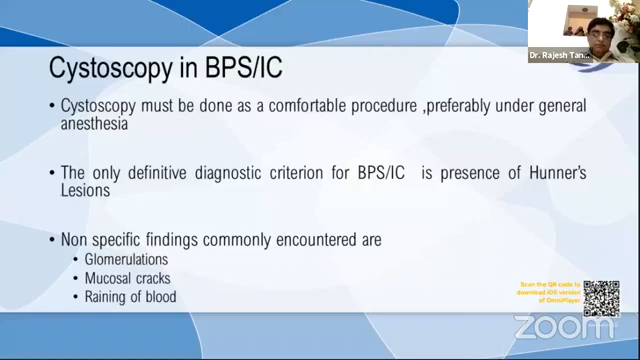 Dr. Rajesh Tan...
Cystoscopy in BPS/IC
• Cystoscopy must be done as a comfortable procedure ,preferably under general
anesthesia
• The only definitive diagnostic criterion for BPS/IC is presence of Hunner's
Lesions
• Non specific findings commonly encountered are
• Glomerulations
• Mucosal cracks
• Raining of blood
Scan the QR code to
download iOS version
of OmniPlayer
zoom